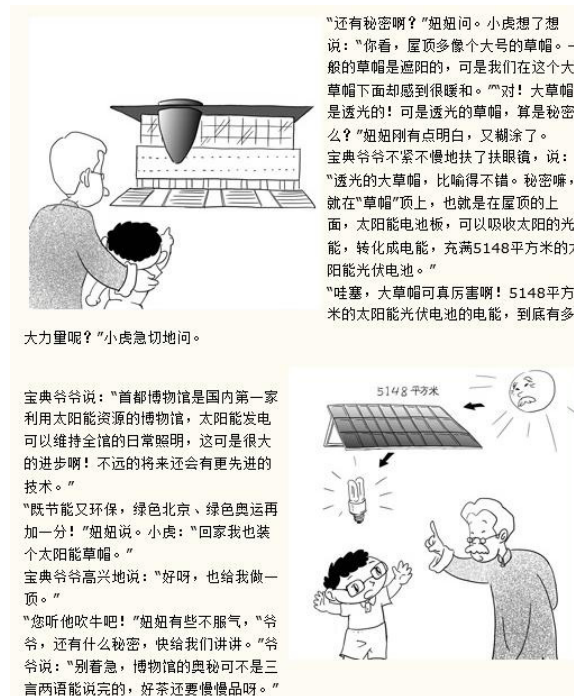 “还有秘密啊？”妞妞问。小虎想了想
说：“你看，屋顶多像个大号的草帽。一
般的草帽是遮阳的，可是我们在这个大
草帽下面却感到很暖和。”“对！大草帽
是透光的！可是透光的草帽，算是秘密
么？”妞妞刚有点明白，又糊涂了。
宝典爷爷不紧不慢地扶了扶眼镜，说：
“透光的大草帽，比喻得不错。秘密嘛，
就在“草帽”顶上，也就是在屋顶的上
面，太阳能电池板，可以吸收太阳的光
能，转化成电能，充满5148平方米的太
阳能光伏电池。”
“哇塞，大草帽可真厉害啊！5148平方
米的太阳能光伏电池的电能，到底有多
大力量呢？”小虎急切地问。
宝典爷爷说：“首都博物馆是国内第一家
利用太阳能资源的博物馆，太阳能发电
可以维持全馆的日常照明，这可是很大
的进步啊！不远的将来还会有更先进的
技术。”
“既节能又环保，绿色北京、绿色奥运再
加一分！”妞妞说。小虎：“回家我也装
个太阳能草帽。”
宝典爷爷高兴地说：“好呀，也给我做一
顶。”
“您听他吹牛吧！”妞妞有些不服气，“爷
爷，还有什么秘密，快给我们讲讲。”爷
爷说：“别着急，博物馆的奥秘可不是三
言两语能说完的，好茶还要慢慢品呀。”
5148平方米